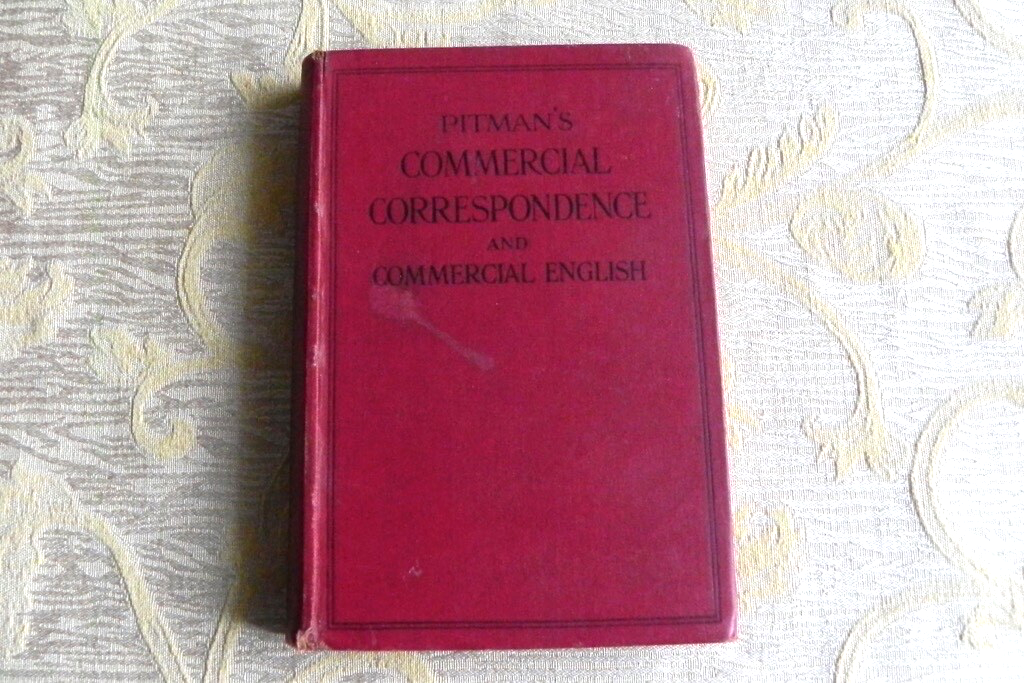 PITMAN'S
COMMERCIAL
CORRESPONDENCE
AND
COMMERCIAL ENGLISH